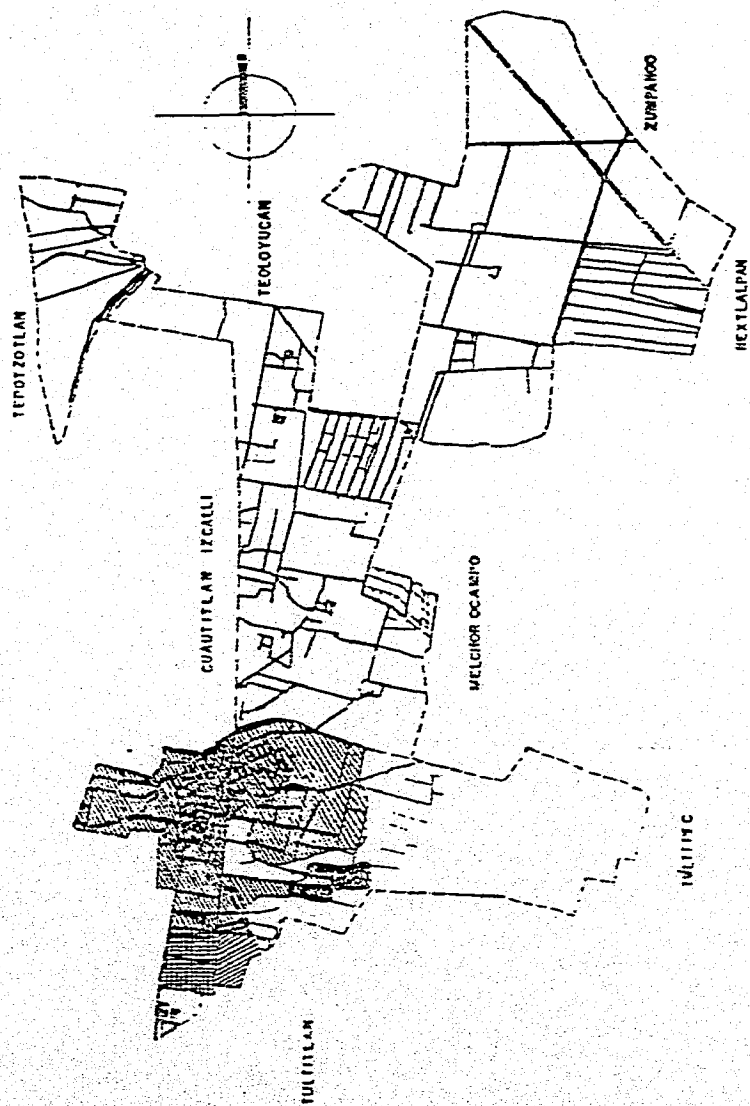 TEPOTZOTLAN
TEOLOYUCAN
ZUMPANGO
NEXTLALPAN
CUAUTITLAN IZCALLI
MELCHOR OCAMPO
TULTITLAN